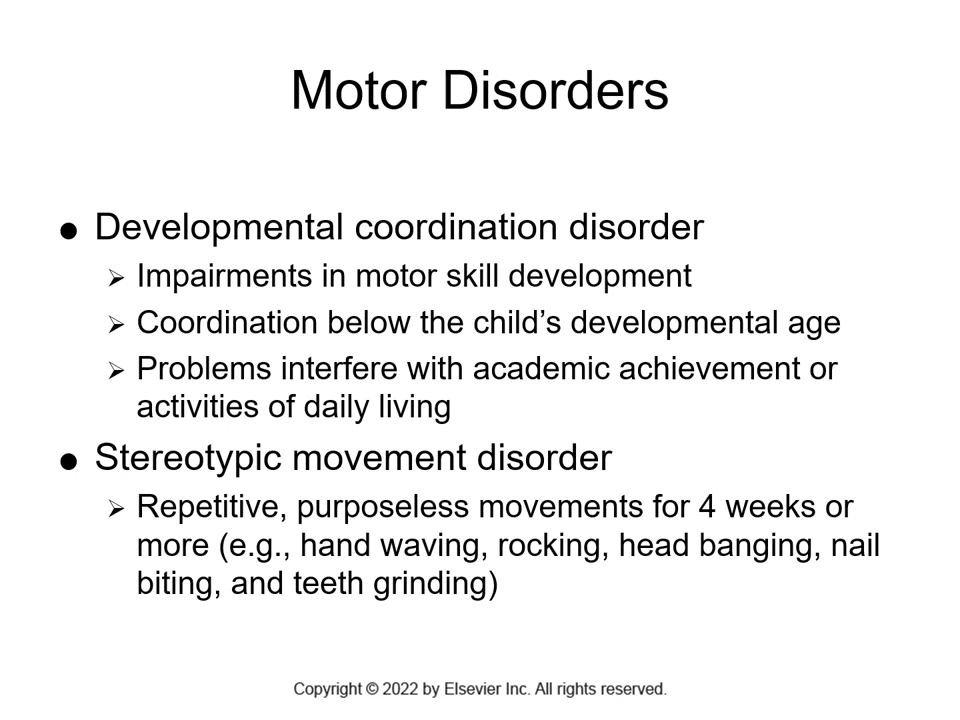 Motor Disorders
● Developmental coordination disorder
➢ Impairments in motor skill development
➢ Coordination below the child’s developmental age
➢ Problems interfere with academic achievement or
activities of daily living
● Stereotypic movement disorder
➢ Repetitive, purposeless movements for 4 weeks or
more (e.g., hand waving, rocking, head banging, nail
biting, and teeth grinding)
Copyright © 2022 by Elsevier Inc. All rights reserved.